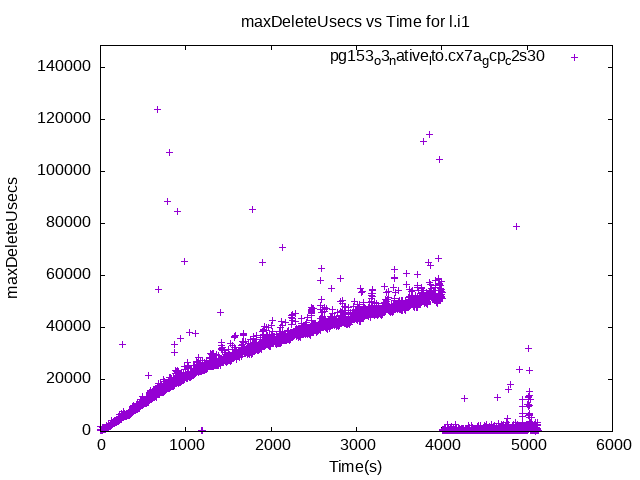 maxDeleteUsecs vs Time for l.i1
pg153_o3_native_lto.cx7a_gcp_c2s30
140000
120000
100000
80000
60000
40000
20000
0
maxDeleteUsecs
0 1000 2000 3000 4000 5000 6000
Time(s)